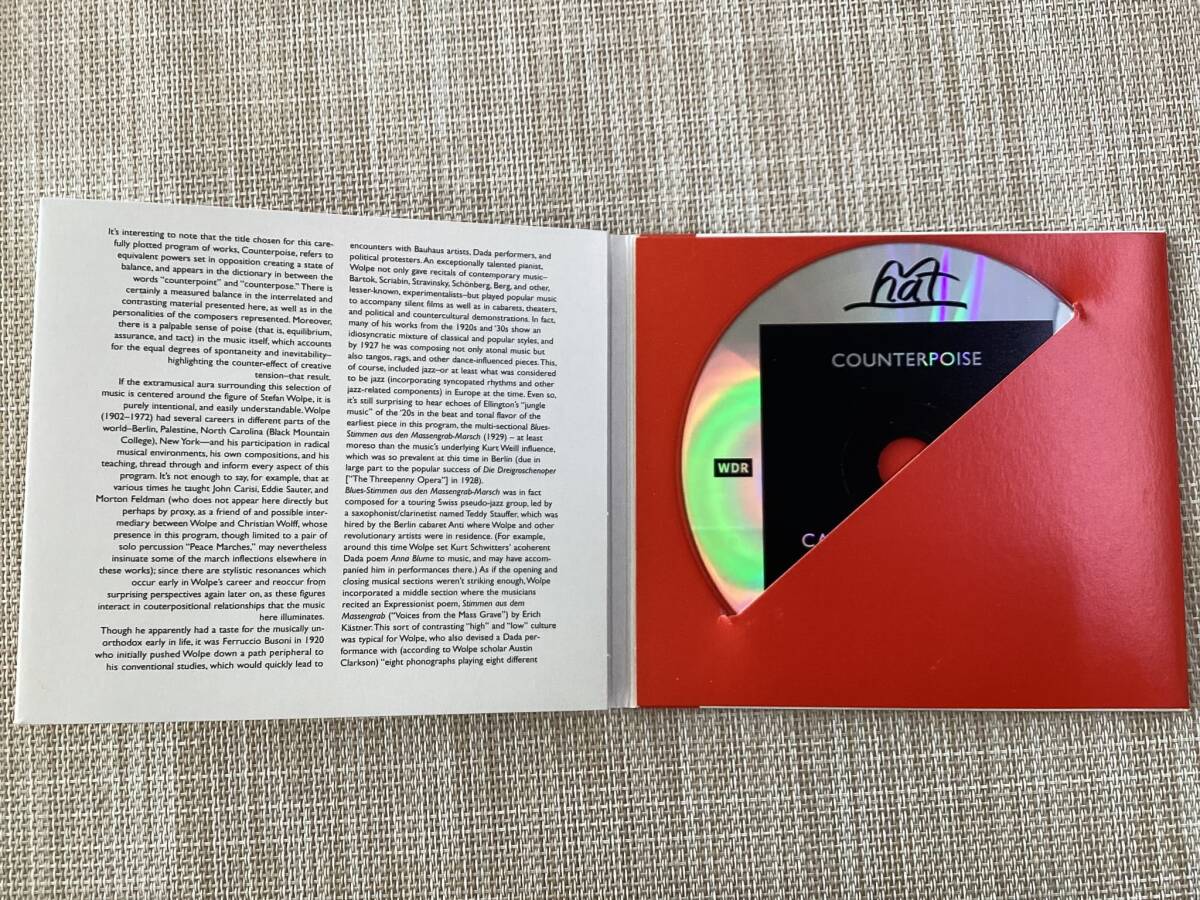 It's interesting to note that the title chosen for this care-
fully plotted program of works, Counterpoise, refers to
equivalent powers set in opposition creating a state of
balance, and appears in the dictionary in between the
words "counterpoint" and "counterpose." There is
certainly a measured balance in the interrelated and
contrasting material presented here, as well as in the
personalities of the composers represented. Moreover,
there is a palpable sense of poise (that is, equilibrium,
assurance, and tact) in the music itself, which accounts
for the equal degrees of spontaneity and inevitability–
highlighting the counter-effect of creative
tension–that result.
If the extramusical aura surrounding this selection of
music is centered around the figure of Stefan Wolpe, it is
purely intentional, and easily understandable. Wolpe
(1902–1972) had several careers in different parts of the
world–Berlin, Palestine, North Carolina (Black Mountain
College), New York—and his participation in radical
musical environments, his own compositions, and his
teaching, thread through and inform every aspect of this
program. It's not enough to say, for example, that at
various times he taught John Carisi, Eddie Sauter, and
Morton Feldman (who does not appear here directly but
perhaps by proxy, as a friend of and possible inter-
mediary between Wolpe and Christian Wolff, whose
presence in this program, though limited to a pair of
solo percussion "Peace Marches," may nevertheless
insinuate some of the march inflections elsewhere in
these works); since there are stylistic resonances which
occur early in Wolpe's career and reoccur from
surprising perspectives again later on, as these figures
interact in couterpositional relationships that the music
here illuminates.
Though he apparently had a taste for the musically un-
orthodox early in life, it was Ferruccio Busoni in 1920
who initially pushed Wolpe down a path peripheral to
his conventional studies, which would quickly lead to
encounters with Bauhaus artists, Dada performers, and
political protesters. An exceptionally talented pianist,
Wolpe not only gave recitals of contemporary music–
Bartok, Scriabin, Stravinsky, Schönberg, Berg, and other,
lesser-known, experimentalists–but played popular music
to accompany silent films as well as in cabarets, theaters,
and political and countercultural demonstrations. In fact,
many of his works from the 1920s and '30s show an
idiosyncratic mixture of classical and popular styles, and
by 1927 he was composing not only atonal music but
also tangos, rags, and other dance-influenced pieces. This,
of course, included jazz–or at least what was considered
to be jazz (incorporating syncopated rhythms and other
jazz-related components) in Europe at the time. Even so,
it's still surprising to hear echoes of Ellington's "jungle
music" of the '20s in the beat and tonal flavor of the
earliest piece in this program, the multi-sectional Blues-
Stimmen aus den Massengrab-Marsch (1929) – at least
moreso than the music's underlying Kurt Weill influence,
which was so prevalent at this time in Berlin (due in
large part to the popular success of Die Dreigroschenoper
["The Threepenny Opera"] in 1928).
Blues-Stimmen aus den Massengrab-Marsch was in fact
composed for a touring Swiss pseudo-jazz group, led by
a saxophonist/clarinetist named Teddy Stauffer, which was
hired by the Berlin cabaret Anti where Wolpe and other
revolutionary artists were in residence. (For example,
around this time Wolpe set Kurt Schwitters' acoherent
Dada poem Anna Blume to music, and may have accom-
panied him in performances there.) As if the opening and
closing musical sections weren't striking enough, Wolpe
incorporated a middle section where the musicians
recited an Expressionist poem, Stimmen aus dem
Massengrab ("Voices from the Mass Grave") by Erich
Kästner. This sort of contrasting "high" and "low" culture
was typical for Wolpe, who also devised a Dada per-
formance with (according to Wolpe scholar Austin
Clarkson) "eight phonographs playing eight different
hat
COUNTERPOISE
WDR
CA